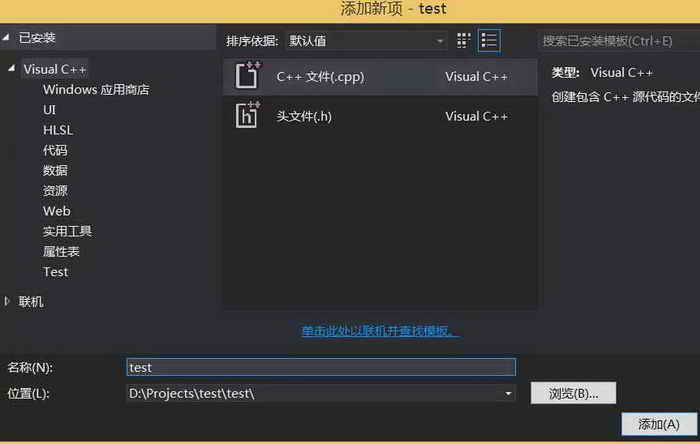 添加新项 - test
已安装
排序依据: 默认值
搜索已安装模板(Ctrl+E)
Visual C++
Windows 应用商店
UI
HLSL
代码
数据
资源
Web
实用工具
属性表
Test
联机
C++ 文件(.cpp) Visual C++
头文件(.h) Visual C++
类型: Visual C++
创建包含 C++ 源代码的文件
单击此处以联机并查找模板。
名称(N): test
位置(L): D:\Projects\test\test\
浏览(B)...
添加(A)